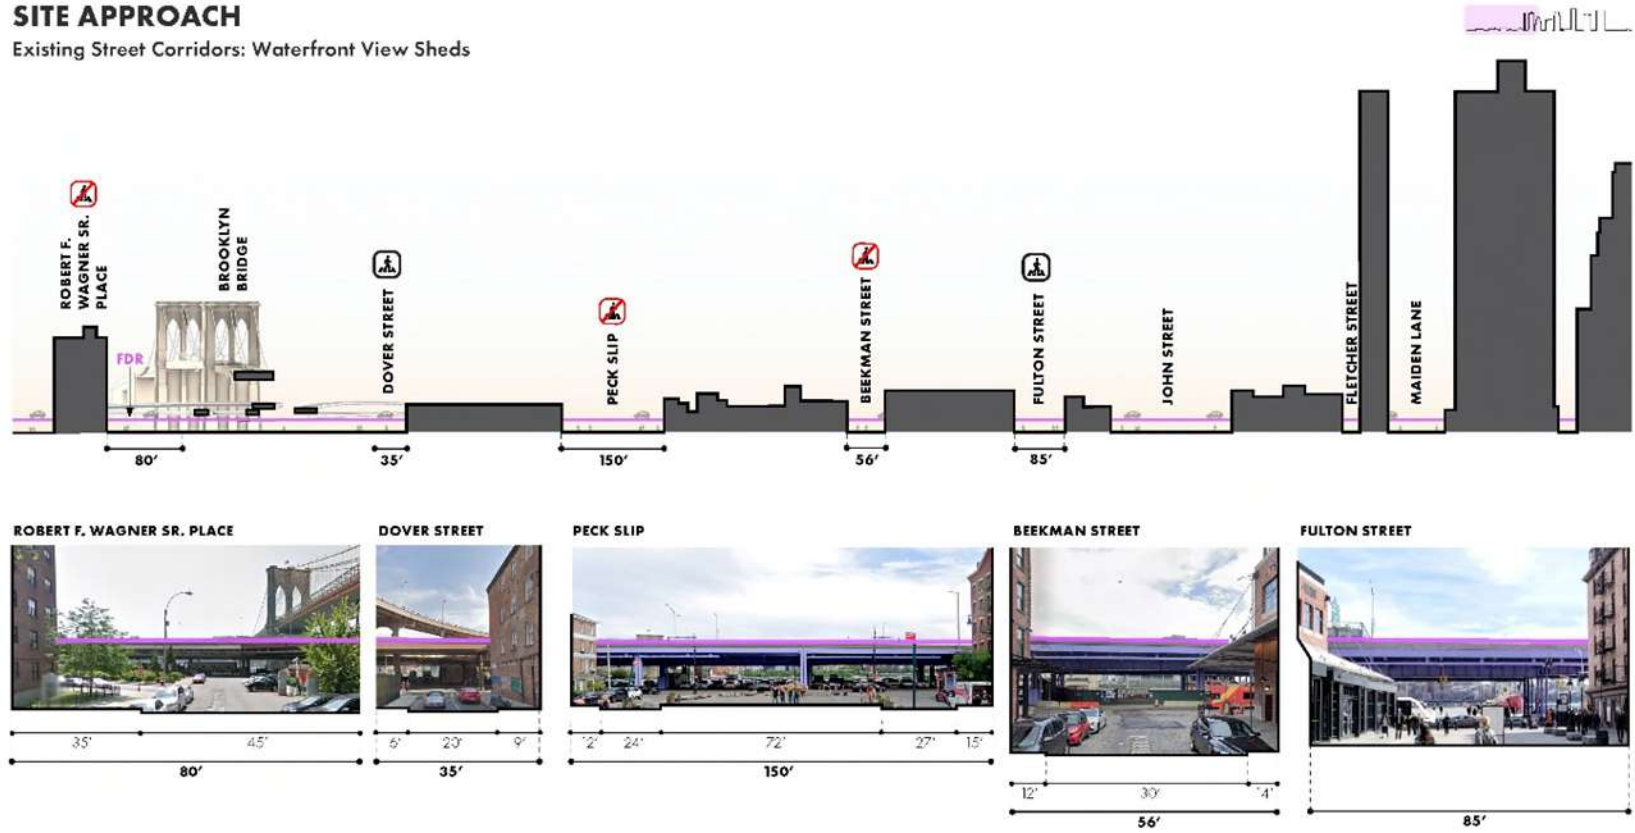 SITE APPROACH
Existing Street Corridors: Waterfront View Sheds
ROBERT F.
WAGNER SR.
PLACE
FDR
BROOKLYN
BRIDGE
DOVER STREET
PECK SLIP
BEEKMAN STREET
FULTON STREET
JOHN STREET
FLETCHER STREET
MAIDEN LANE
80'
35'
150'
56'
85'
ROBERT F. WAGNER SR. PLACE
35'
45'
80'
DOVER STREET
6'
20'
9'
35'
PECK SLIP
12'
24'
72'
27'
15'
150'
BEEKMAN STREET
12'
30'
14'
56'
FULTON STREET
85'